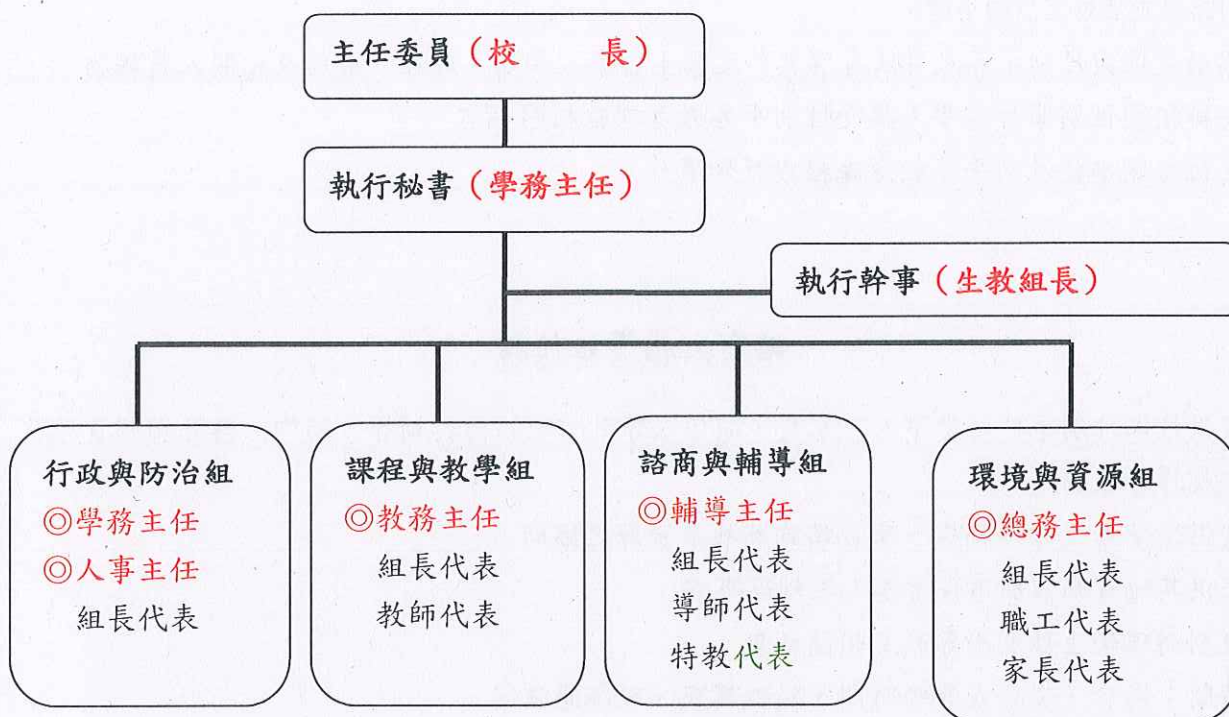 主任委員（校　　長）
執行秘書（學務主任）
執行幹事（生教組長）
行政與防治組
◎學務主任
◎人事主任
組長代表
課程與教學組
◎教務主任
組長代表
教師代表
諮商與輔導組
◎輔導主任
組長代表
導師代表
特教代表
環境與資源組
◎總務主任
組長代表
職工代表
家長代表